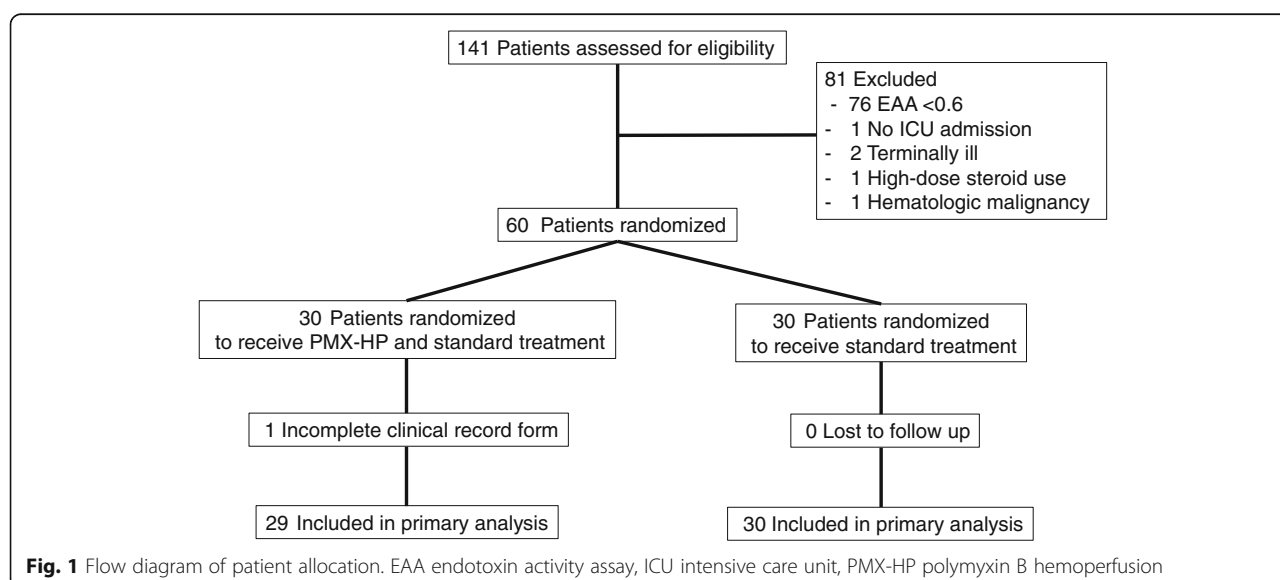 141 Patients assessed for eligibility
81 Excluded
- 76 EAA <0.6
- 1 No ICU admission
- 2 Terminally ill
- 1 High-dose steroid use
- 1 Hematologic malignancy
60 Patients randomized
30 Patients randomized
to receive PMX-HP and standard treatment
30 Patients randomized
to receive standard treatment
1 Incomplete clinical record form
0 Lost to follow up
29 Included in primary analysis
30 Included in primary analysis
Fig. 1 Flow diagram of patient allocation. EAA endotoxin activity assay, ICU intensive care unit, PMX-HP polymyxin B hemoperfusion